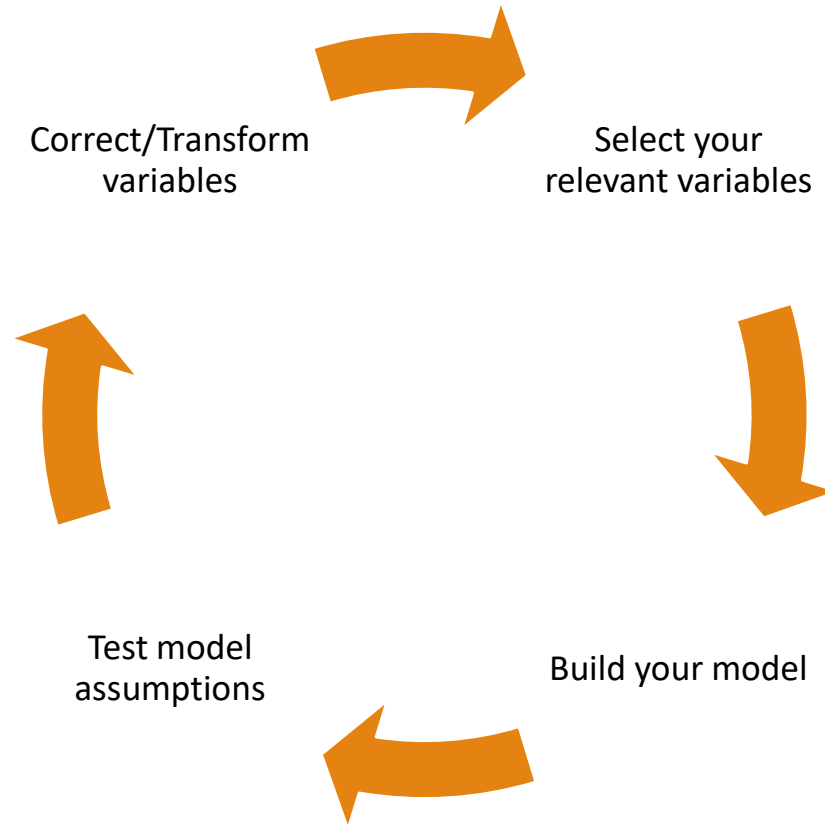 Correct/Transform
variables
Select your
relevant variables
Test model
assumptions
Build your model